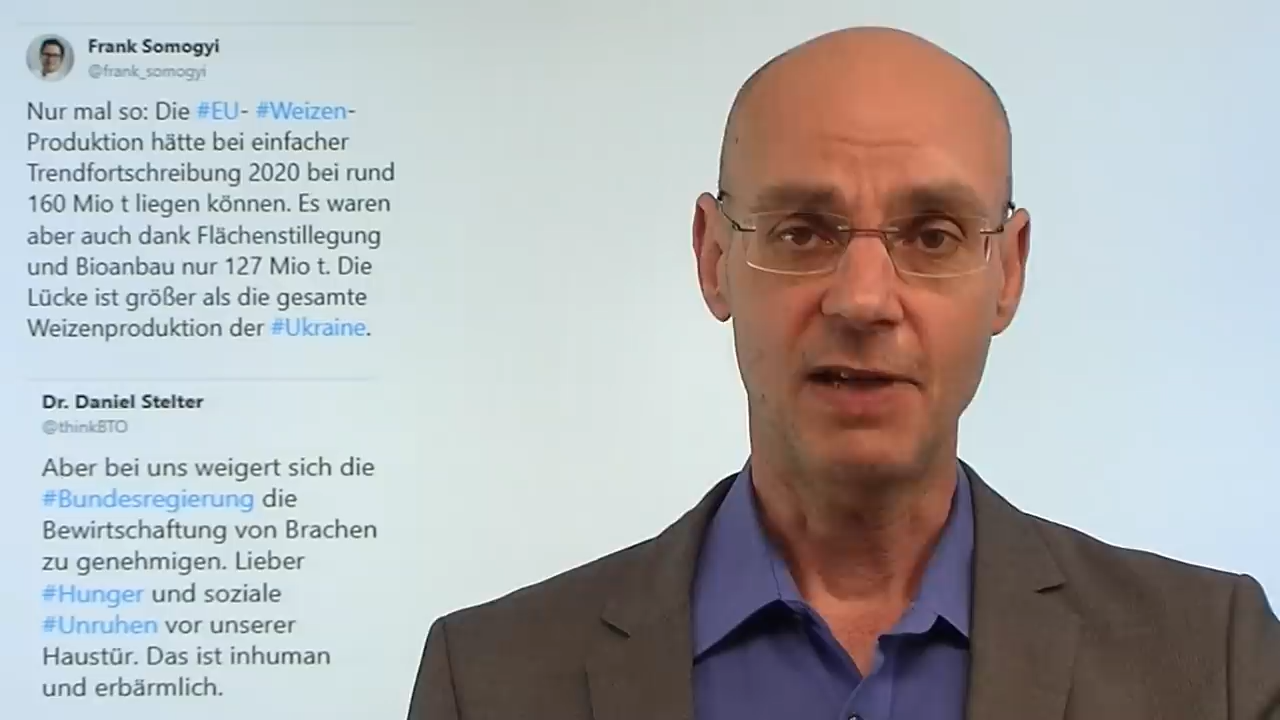 Frank Somogyi
@frank_somogyi
Nur mal so: Die #EU- #Weizen-
Produktion hätte bei einfacher
Trendfortschreibung 2020 bei rund
160 Mio t liegen können. Es waren
aber auch dank Flächenstillegung
und Bioanbau nur 127 Mio t. Die
Lücke ist größer als die gesamte
Weizenproduktion der #Ukraine.
Dr. Daniel Stelter
@thinkBTO
Aber bei uns weigert sich die
#Bundesregierung die
Bewirtschaftung von Brachen
zu genehmigen. Lieber
#Hunger und soziale
#Unruhen vor unserer
Haustür. Das ist inhuman
und erbärmlich.